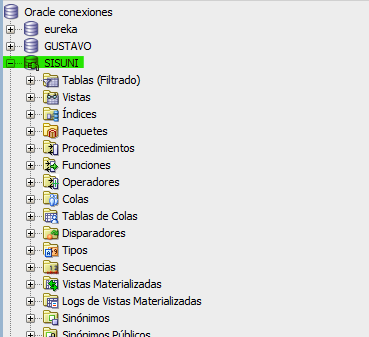 Oracle conexiones
eureka
GUSTAVO
SISUNI
Tablas (Filtrado)
Vistas
Índices
Paquetes
Procedimientos
Funciones
Operadores
Colas
Tablas de Colas
Disparadores
Tipos
Secuencias
Vistas Materializadas
Logs de Vistas Materializadas
Sinónimos
Sinónimos Públicos